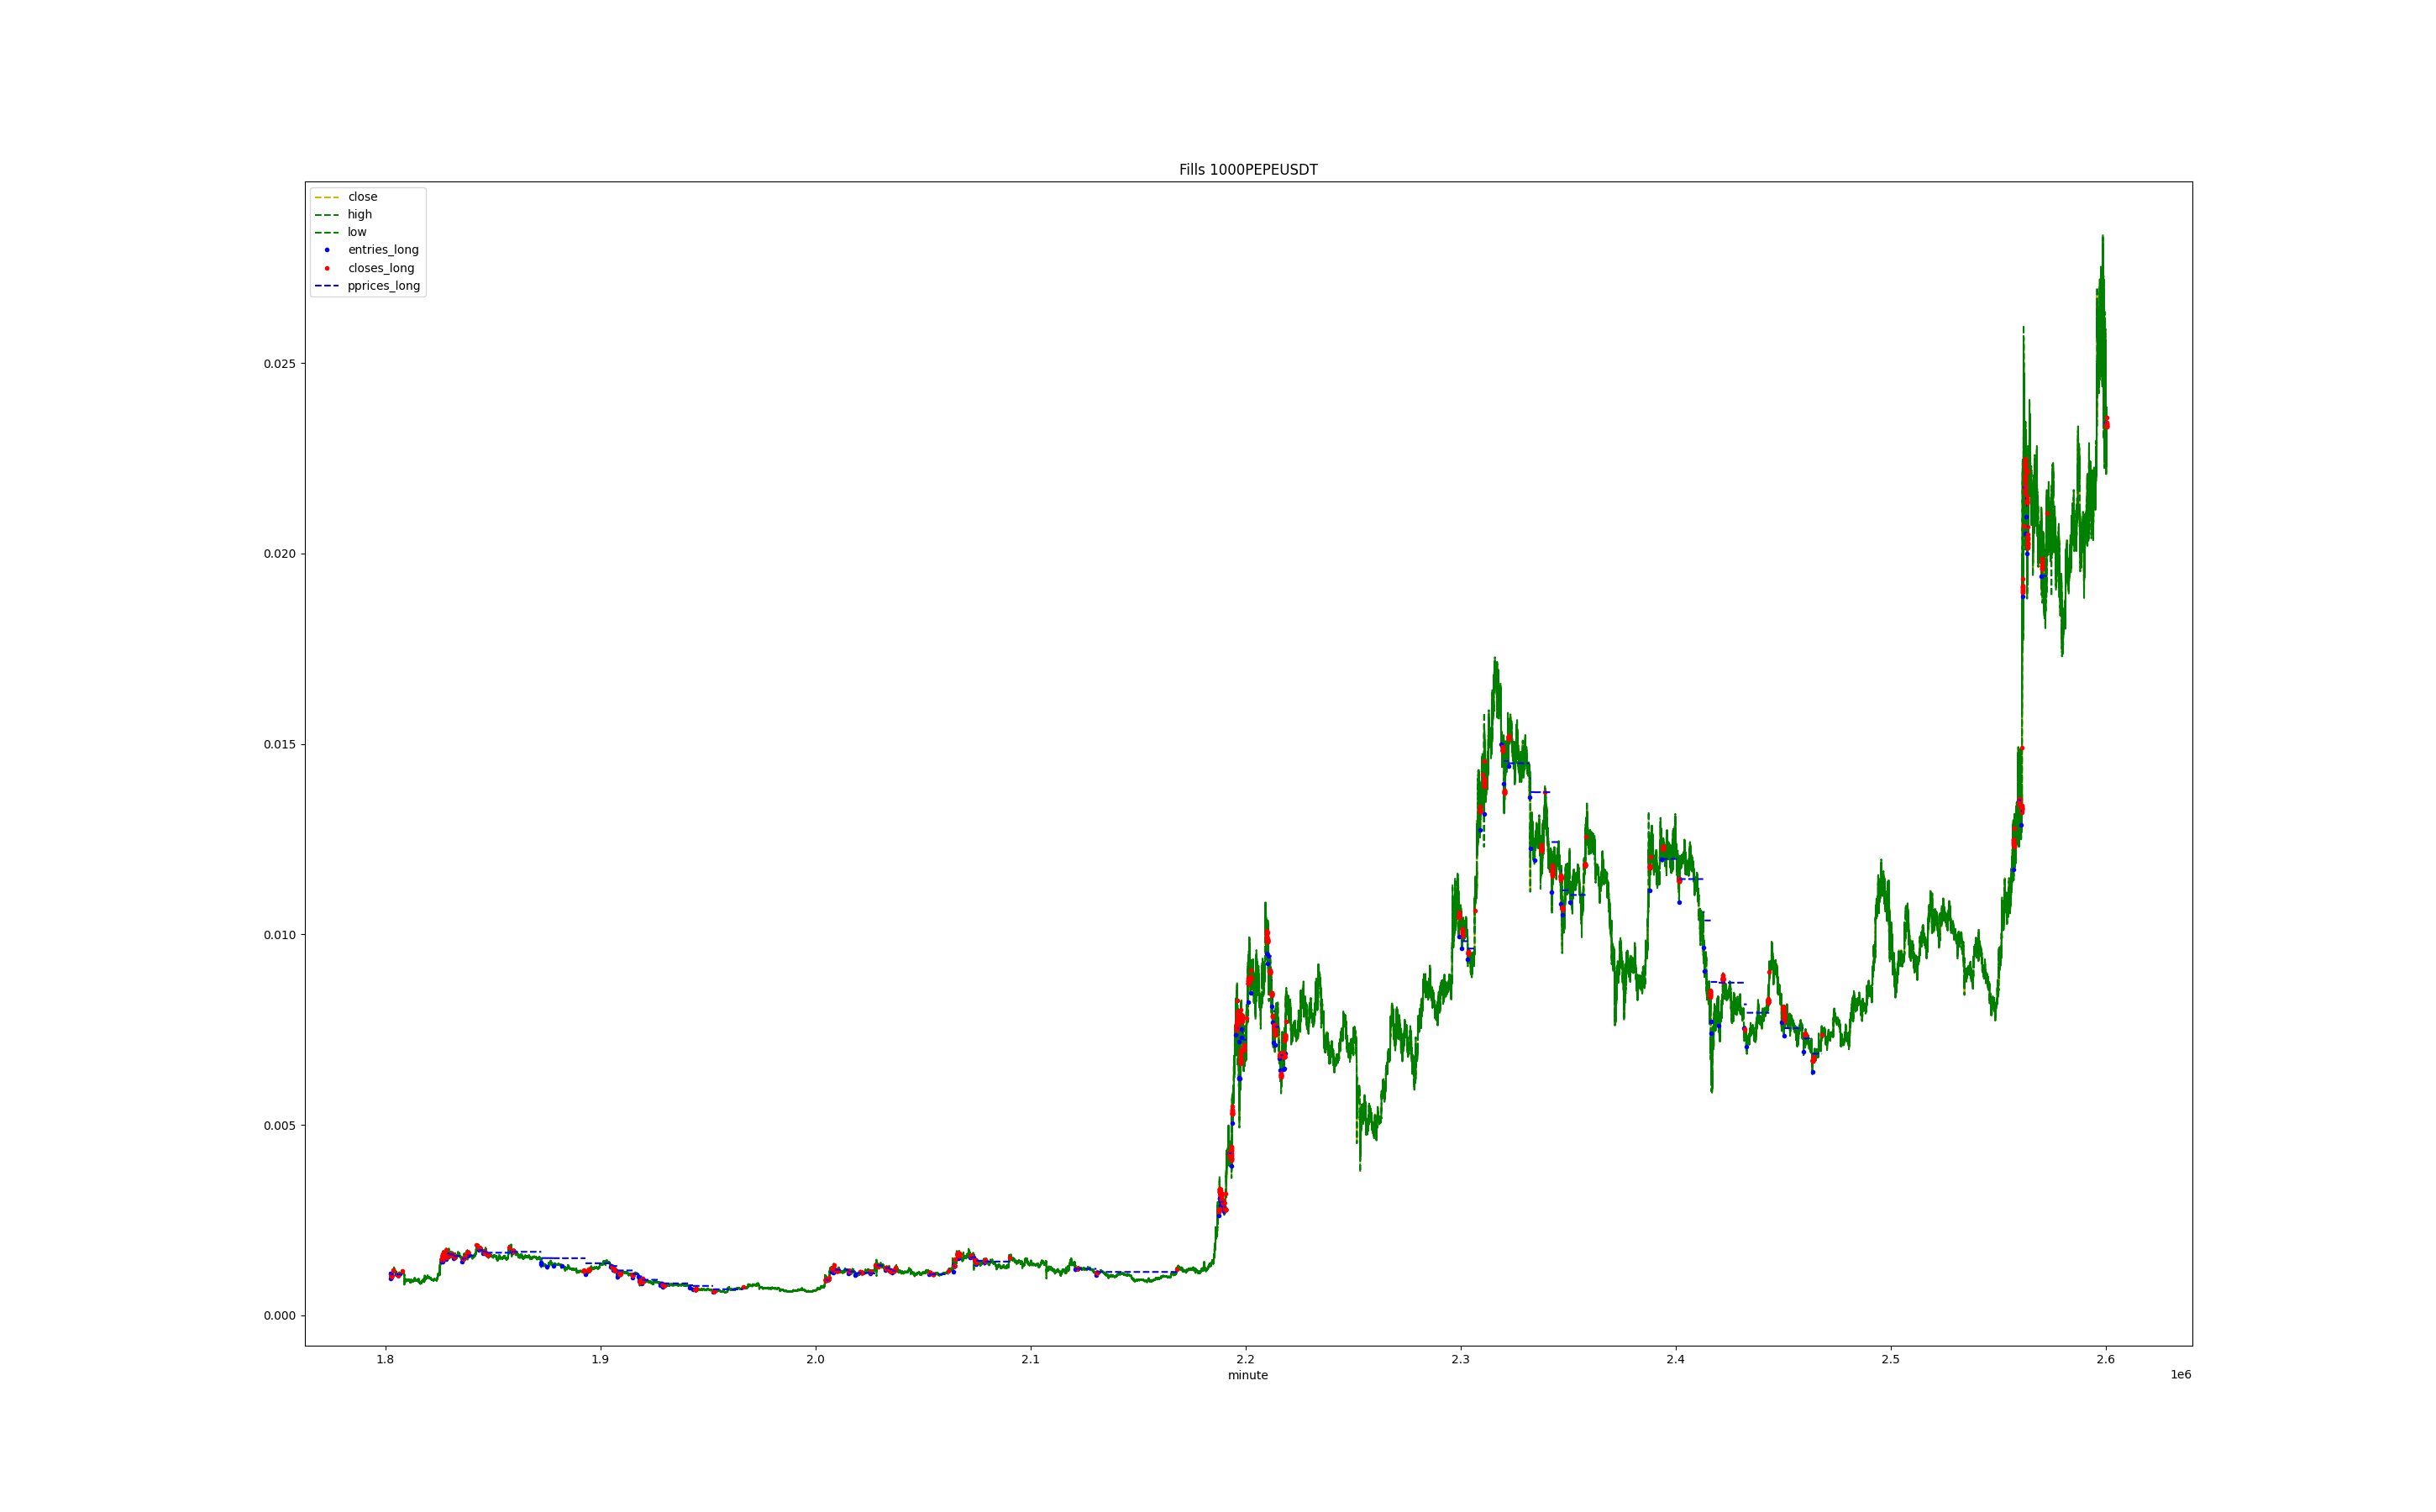 Fills 1000PEPEUSDT
close
high
low
entries_long
closes_long
pprices_long
0.025
0.020
0.015
0.010
0.005
0.000
1.8 1.9 2.0 2.1 2.2 2.3 2.4 2.5 2.6
minute
1e6